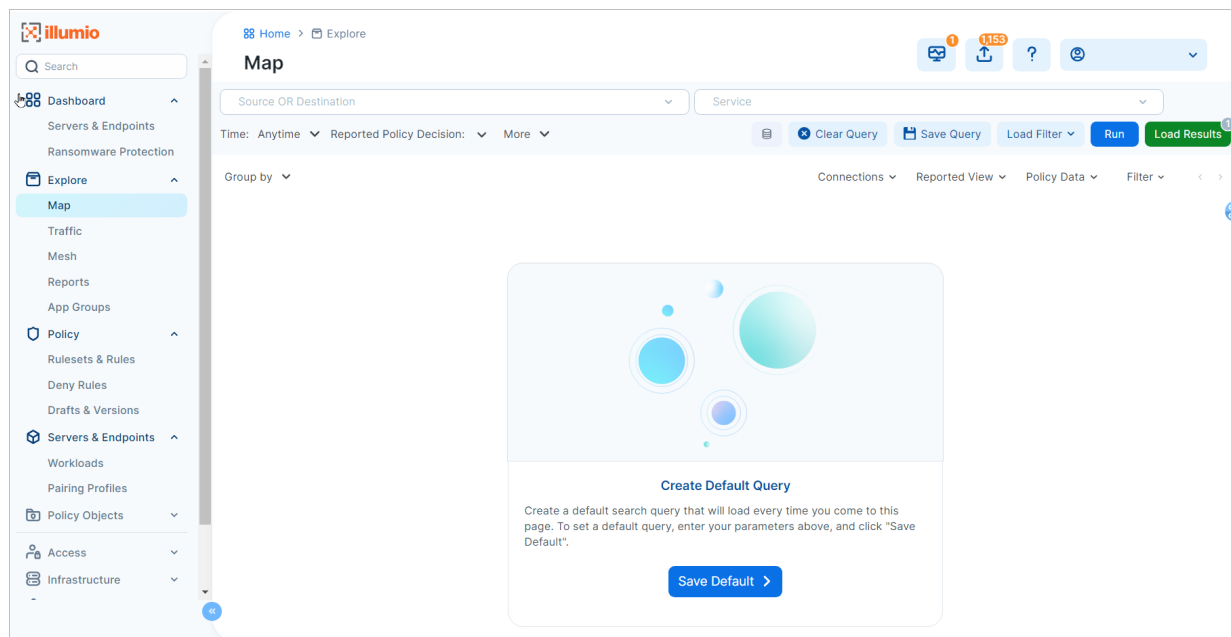 illumio
Search
Dashboard
Servers & Endpoints
Ransomware Protection
Explore
Map
Traffic
Mesh
Reports
App Groups
Policy
Rulesets & Rules
Deny Rules
Drafts & Versions
Servers & Endpoints
Workloads
Pairing Profiles
Policy Objects
Access
Infrastructure
«
Home > Explore
Map
1
1,153
?
Source OR Destination
Service
Time: Anytime Reported Policy Decision: More
Clear Query
Save Query
Load Filter
Run
Load Results
1
Group by
Connections
Reported View
Policy Data
Filter
< >
Create Default Query
Create a default search query that will load every time you come to this
page. To set a default query, enter your parameters above, and click "Save
Default".
Save Default >